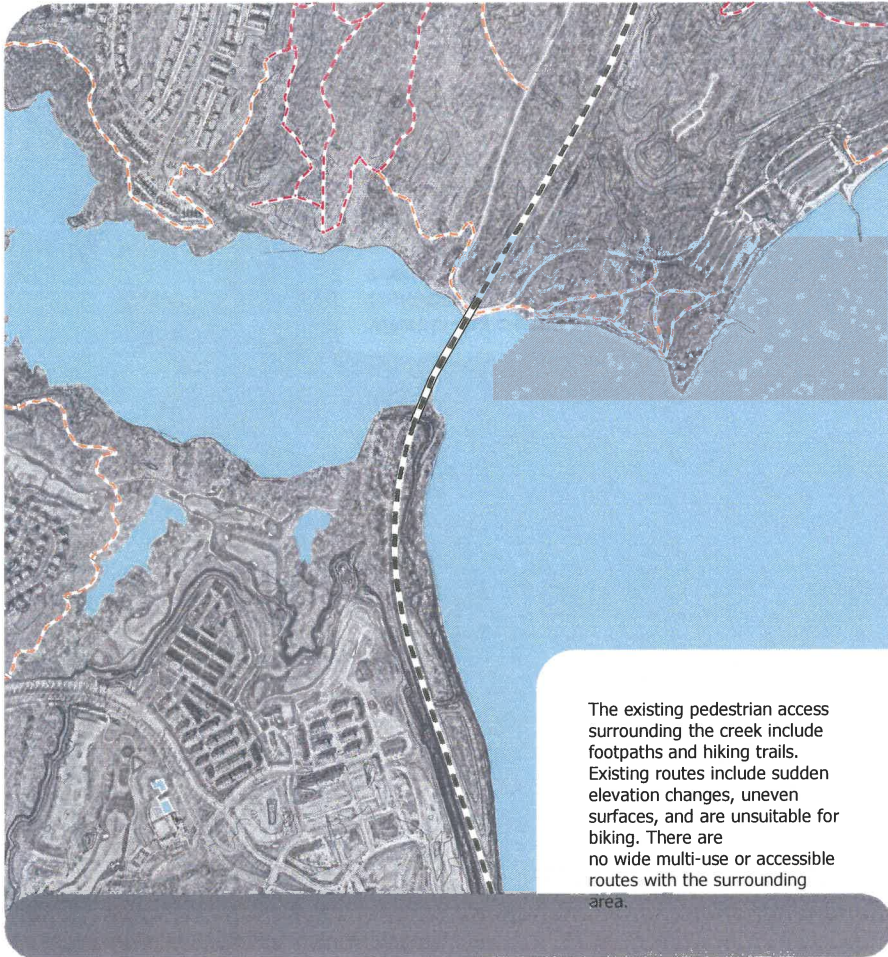 The existing pedestrian access
surrounding the creek include
footpaths and hiking trails.
Existing routes include sudden
elevation changes, uneven
surfaces, and are unsuitable for
biking. There are
no wide multi-use or accessible
routes with the surrounding
area.